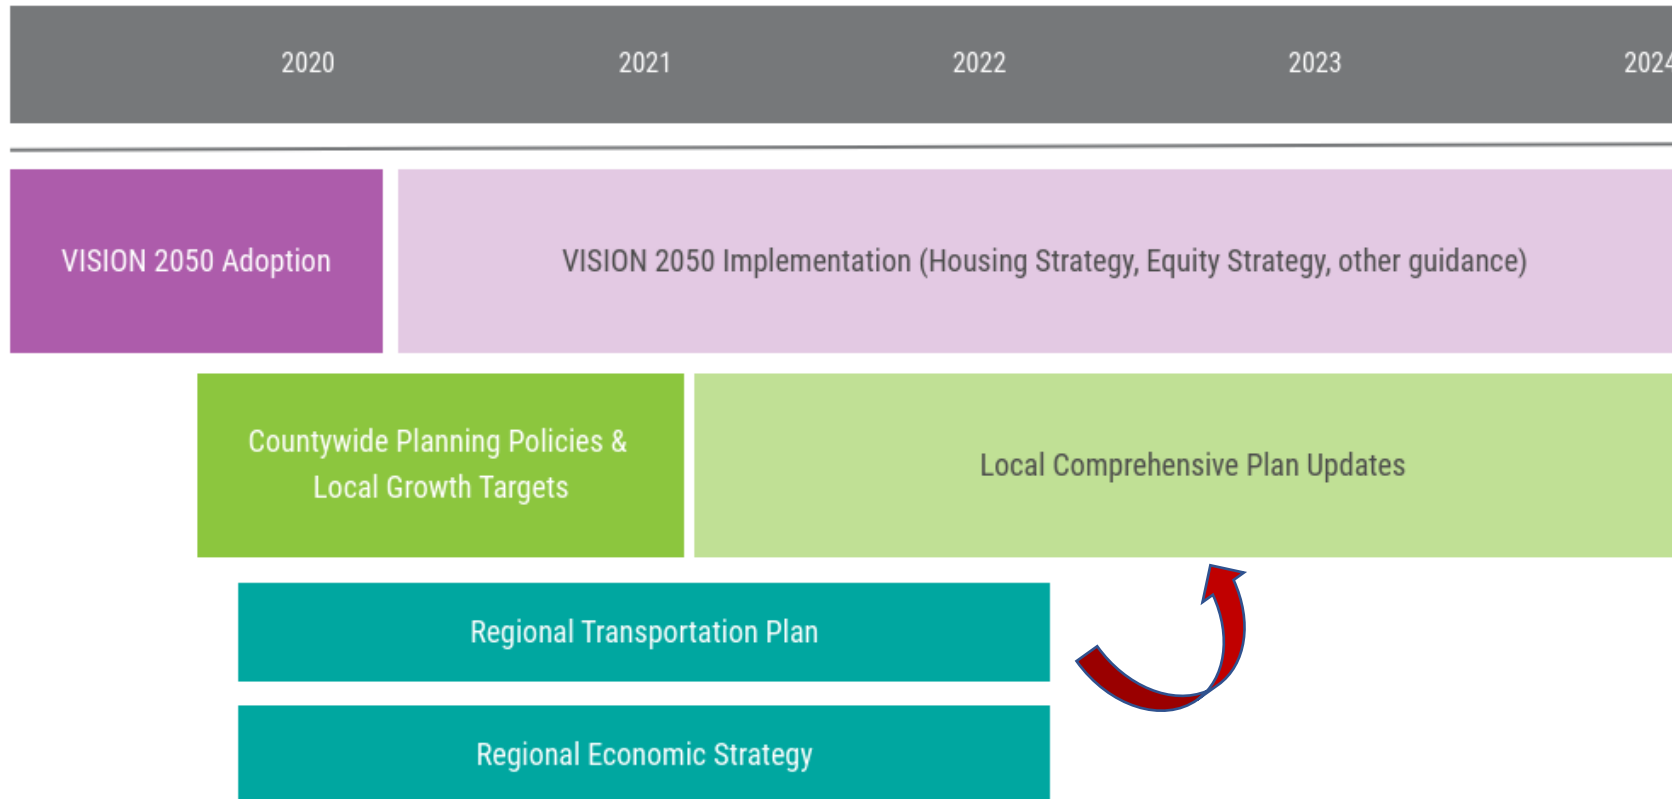 2020
2021
2022
2023
2024
VISION 2050 Adoption
VISION 2050 Implementation (Housing Strategy, Equity Strategy, other guidance)
Countywide Planning Policies &
Local Growth Targets
Local Comprehensive Plan Updates
Regional Transportation Plan
Regional Economic Strategy